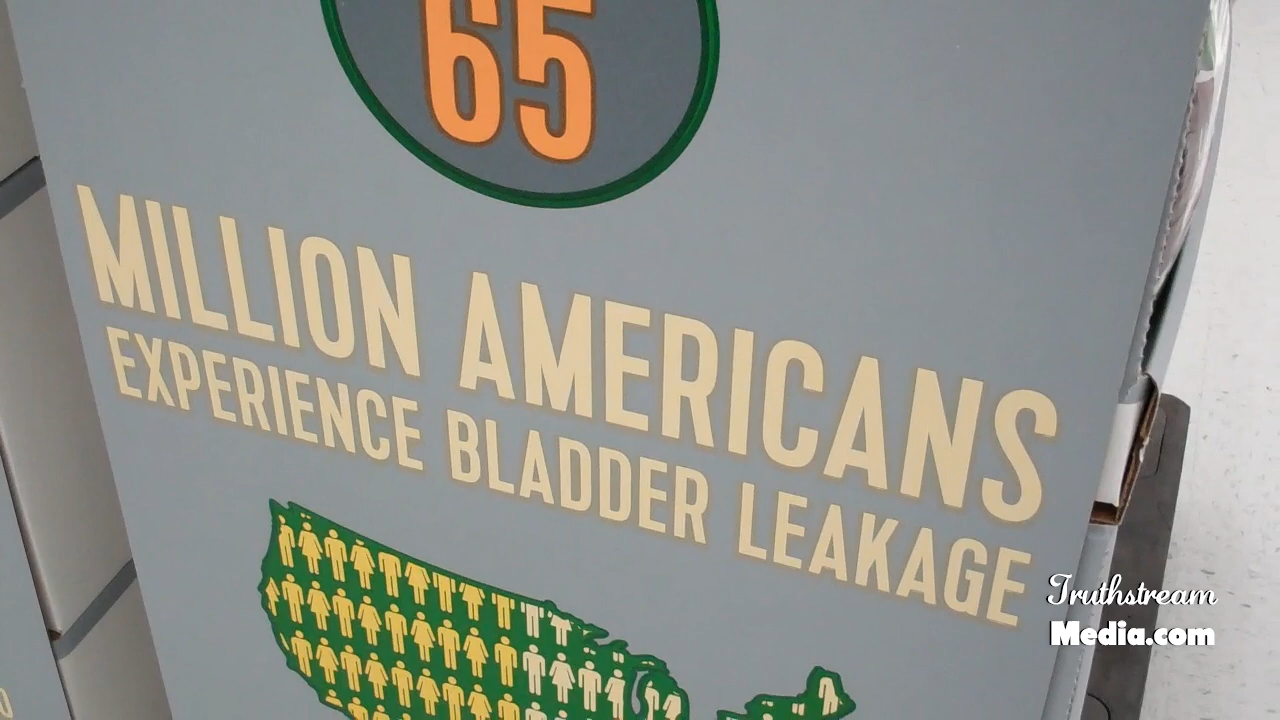 65
MILLION AMERICANS
EXPERIENCE BLADDER LEAKAGE
Truthstream
Media.com